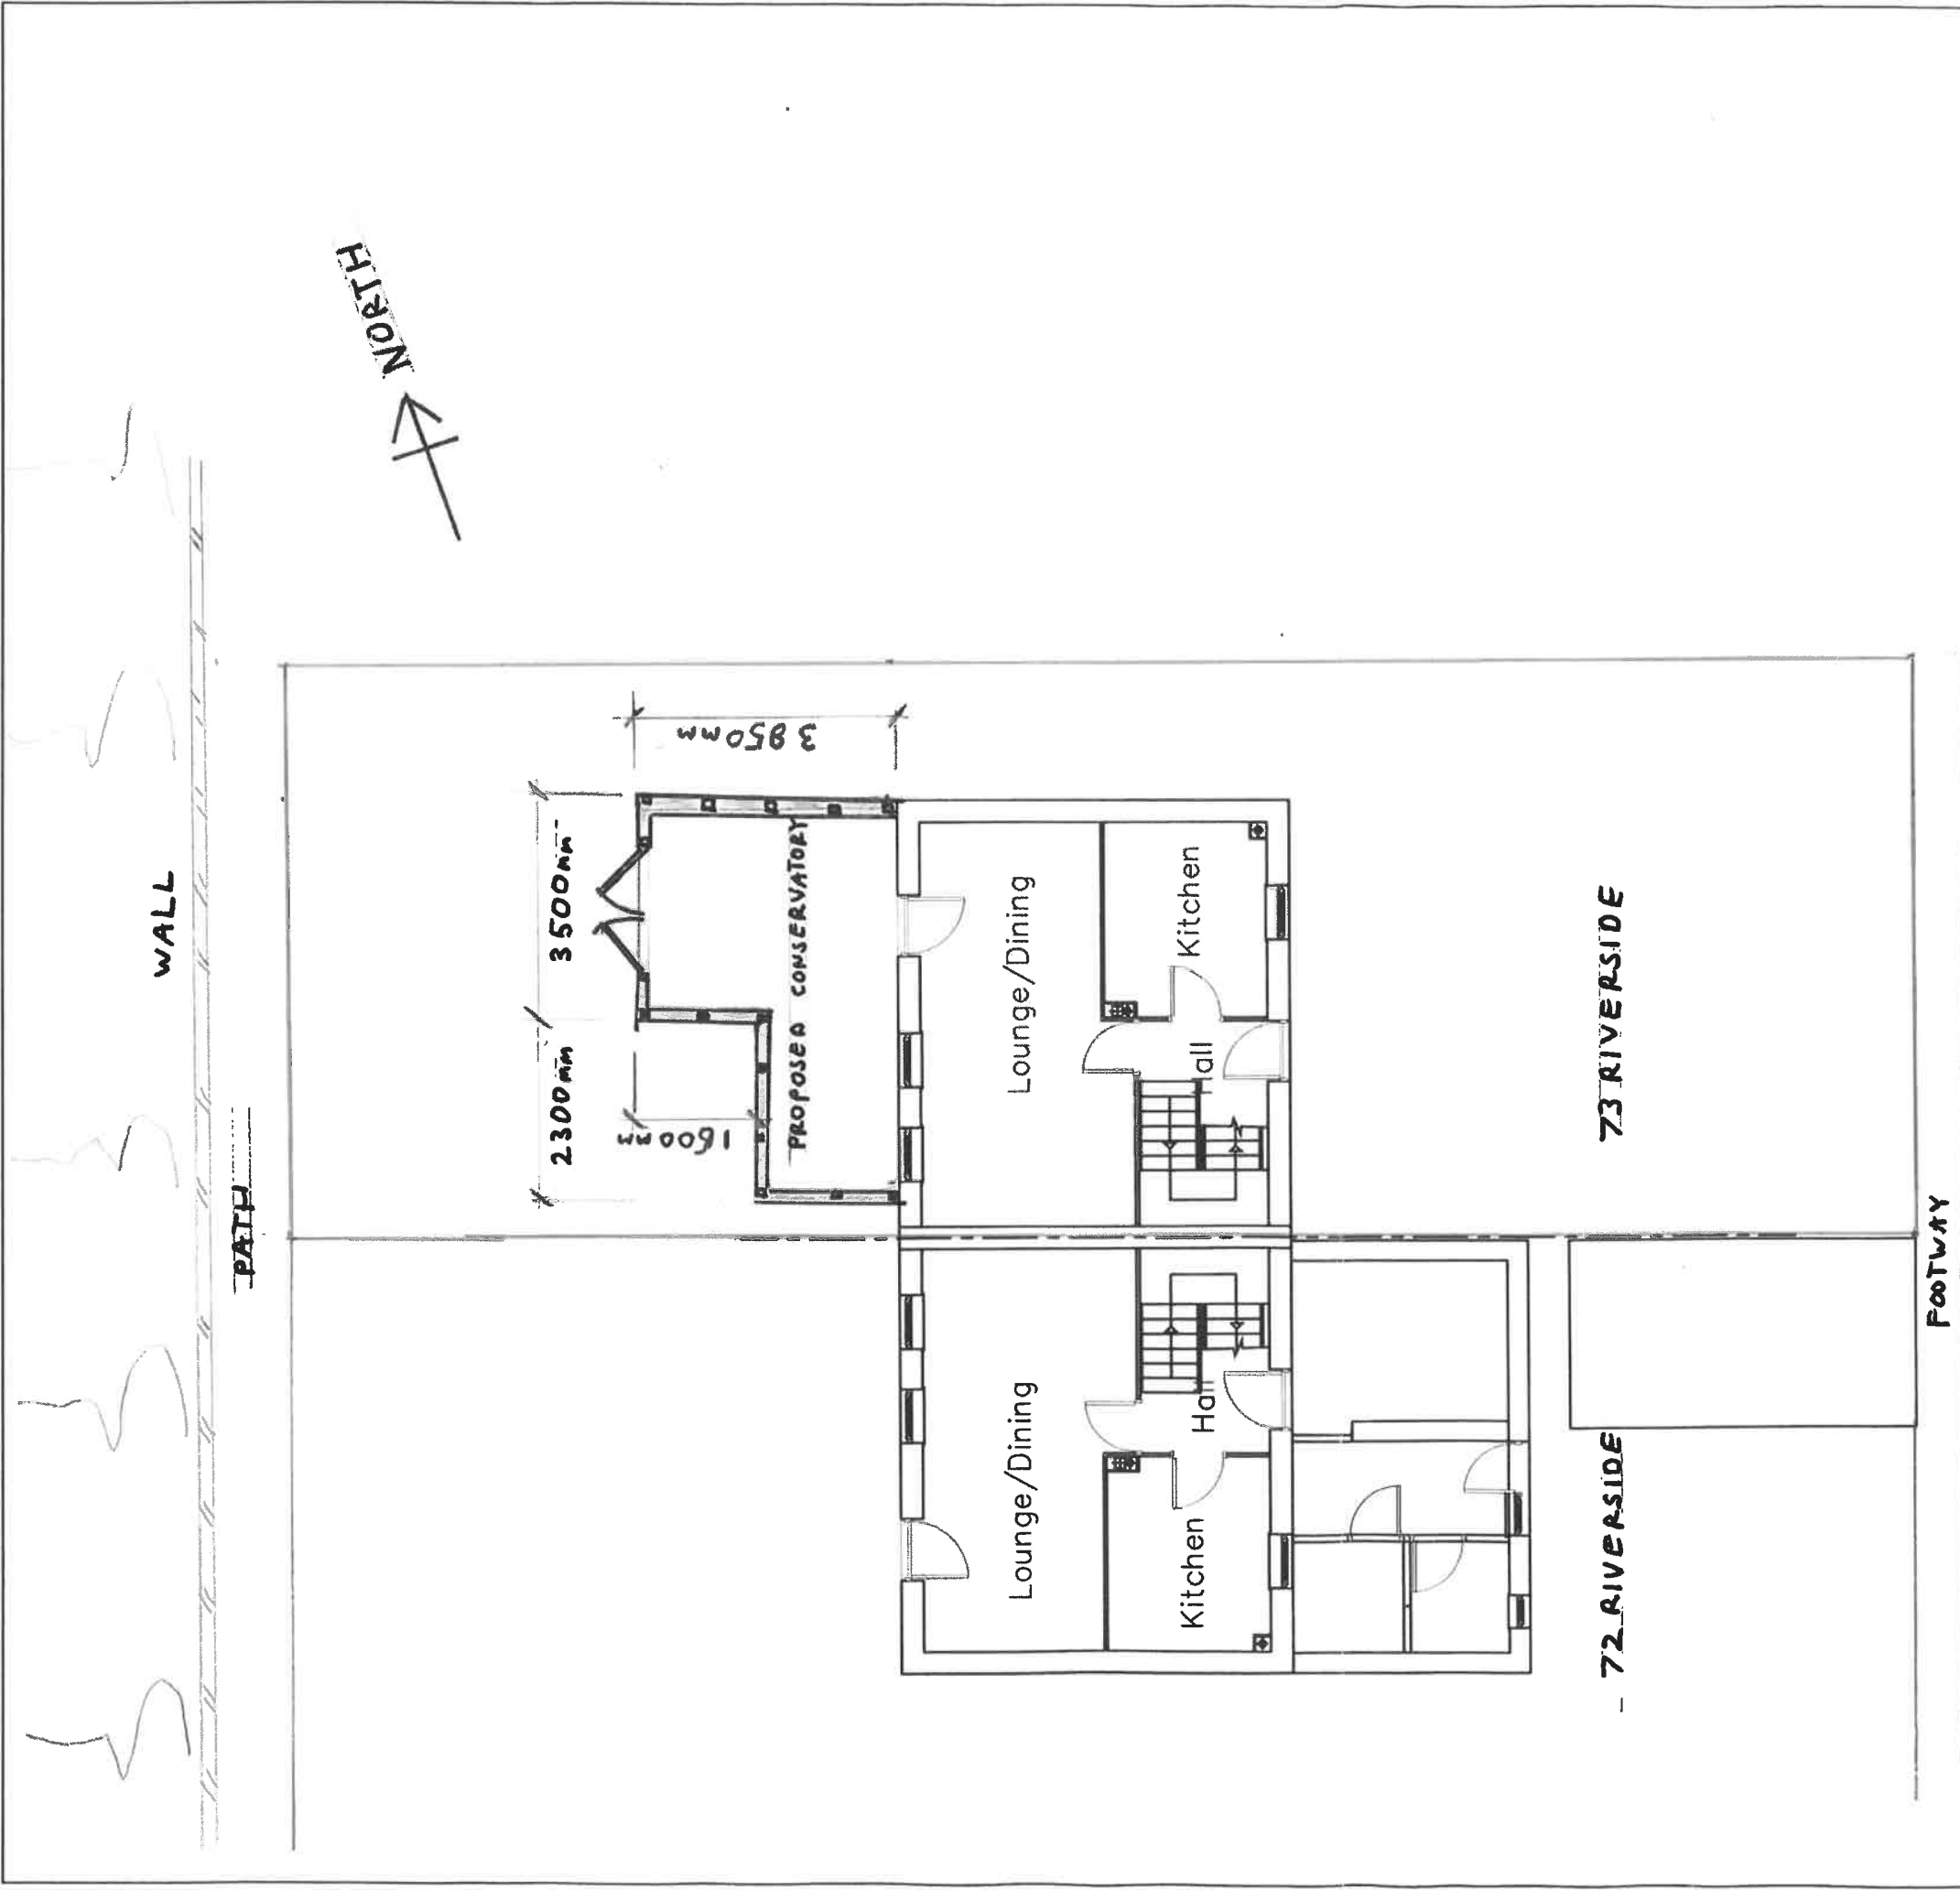 WALL
PATH
NORTH
2300mm
3500mm
1800mm
3850mm
PROPOSED CONSERVATORY
Lounge/Dining
Lounge/Dining
Kitchen
Hall
Hall
Kitchen
72 RIVERSIDE
73 RIVERSIDE
FOOTWAY